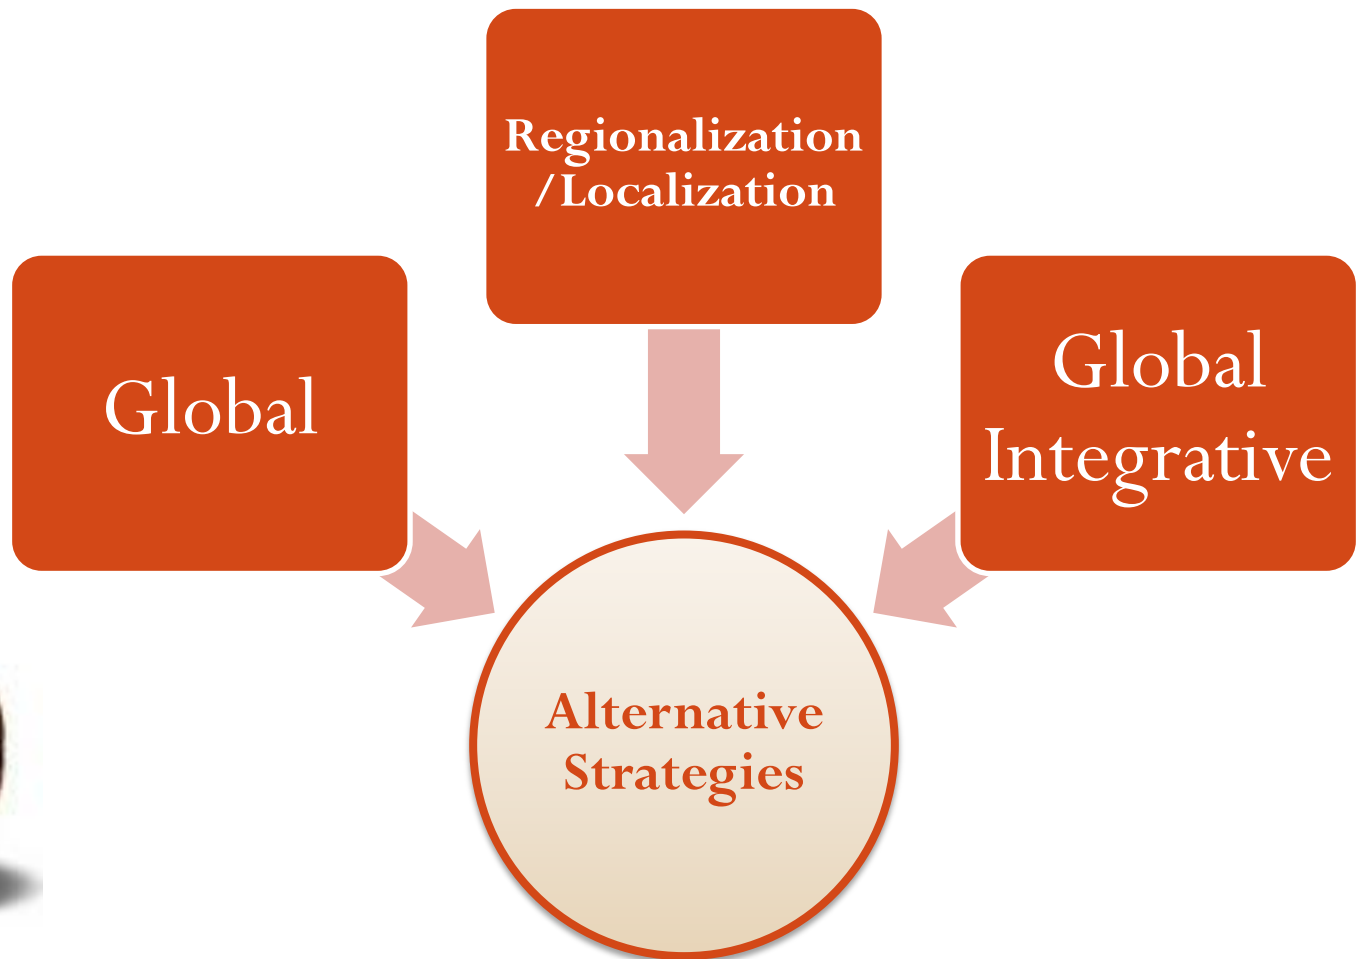 Regionalization
/Localization
Global
Global
Integrative
Alternative
Strategies